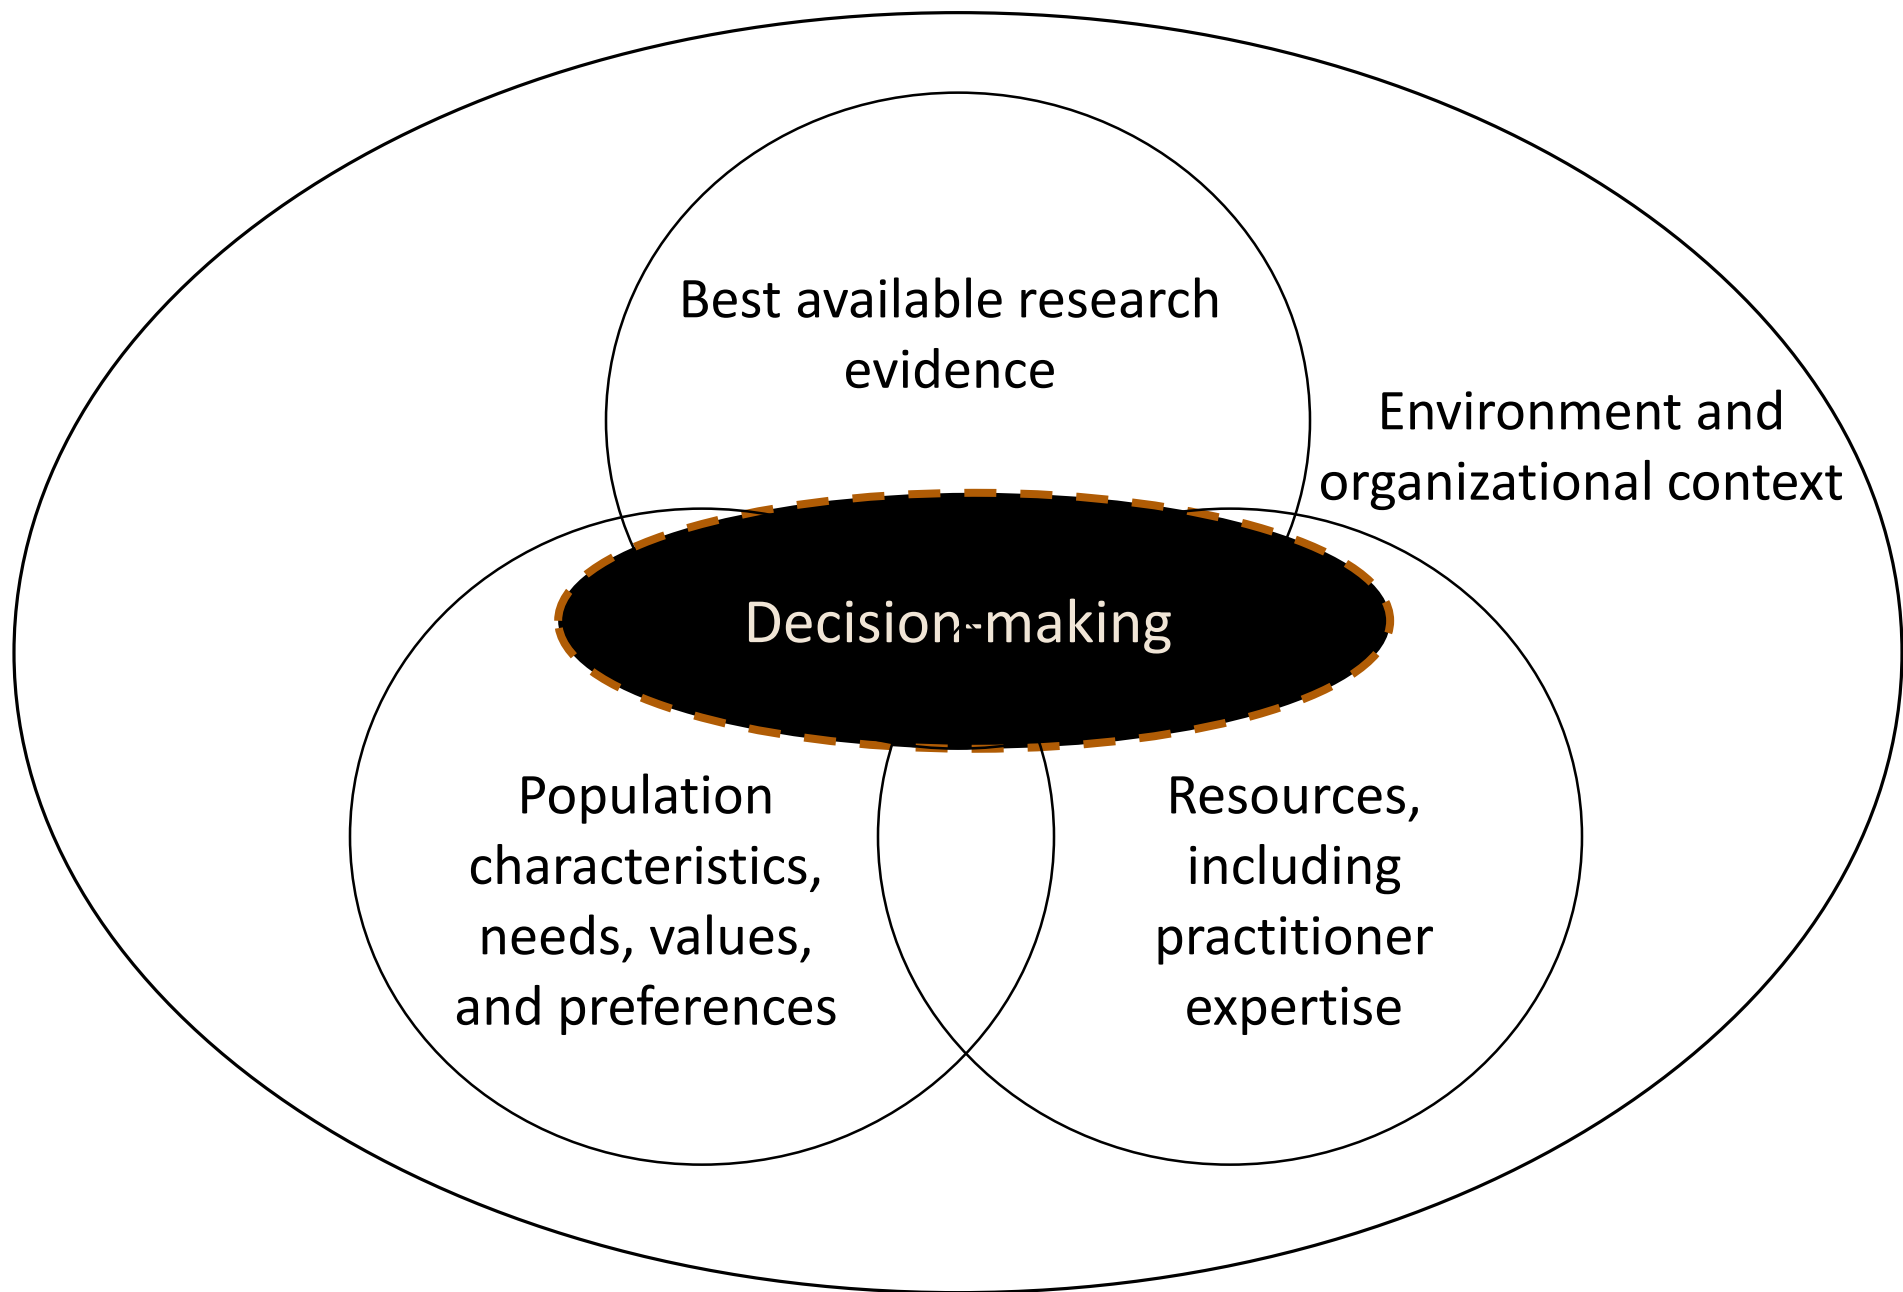 Best available research
evidence
Environment and
organizational context
Decision-making
Population
characteristics,
needs, values,
and preferences
Resources,
including
practitioner
expertise